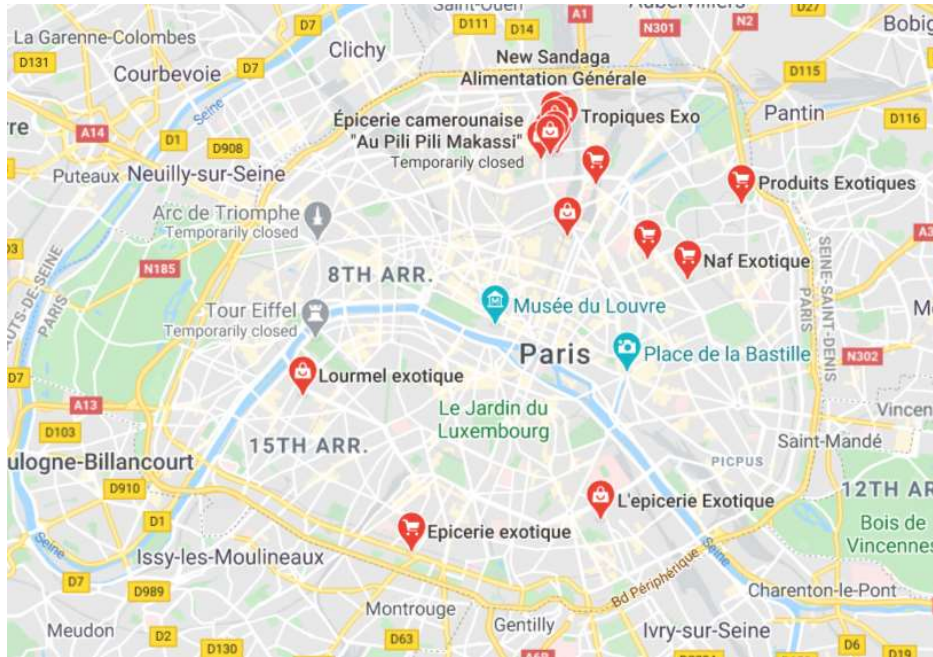 Saint-Ouen
D7
D111
D14
A1
N301
Aubervilliers
N2
D27
Bobig
La Garenne-Colombes
D131
Clichy
New Sandaga
Alimentation Générale
D7
D115
Courbevoie
Seine
Pantin
D116
A14
D1
D908
Épicerie camerounaise
"Au Pili Pili Makassi"
Temporarily closed
Tropiques Exo
Puteaux
Neuilly-sur-Seine
Produits Exotiques
Arc de Triomphe
Temporarily closed
N185
8TH ARR.
Naf Exotique
SEINE-SAINT-DENIS
PARIS
HAUTS-DE-SEINE
PARIS
Tour Eiffel
Temporarily closed
Musée du Louvre
Paris
Place de la Bastille
N302
D7
Lourmel exotique
A13
Le Jardin du
Luxembourg
Vincen
D103
15TH ARR.
Saint-Mandé
PICPUS
ulogne-Billancourt
D910
12TH AR
L'epicerie Exotique
D1
Epicerie exotique
Bois de
Vincennes
Seine
Issy-les-Moulineaux
Seine
Bd Périphérique
D7
D989
Charenton-le-Pont
Montrouge
Gentilly
Ivry-sur-Seine
Meudon
D2
D130
D63
D6
D19